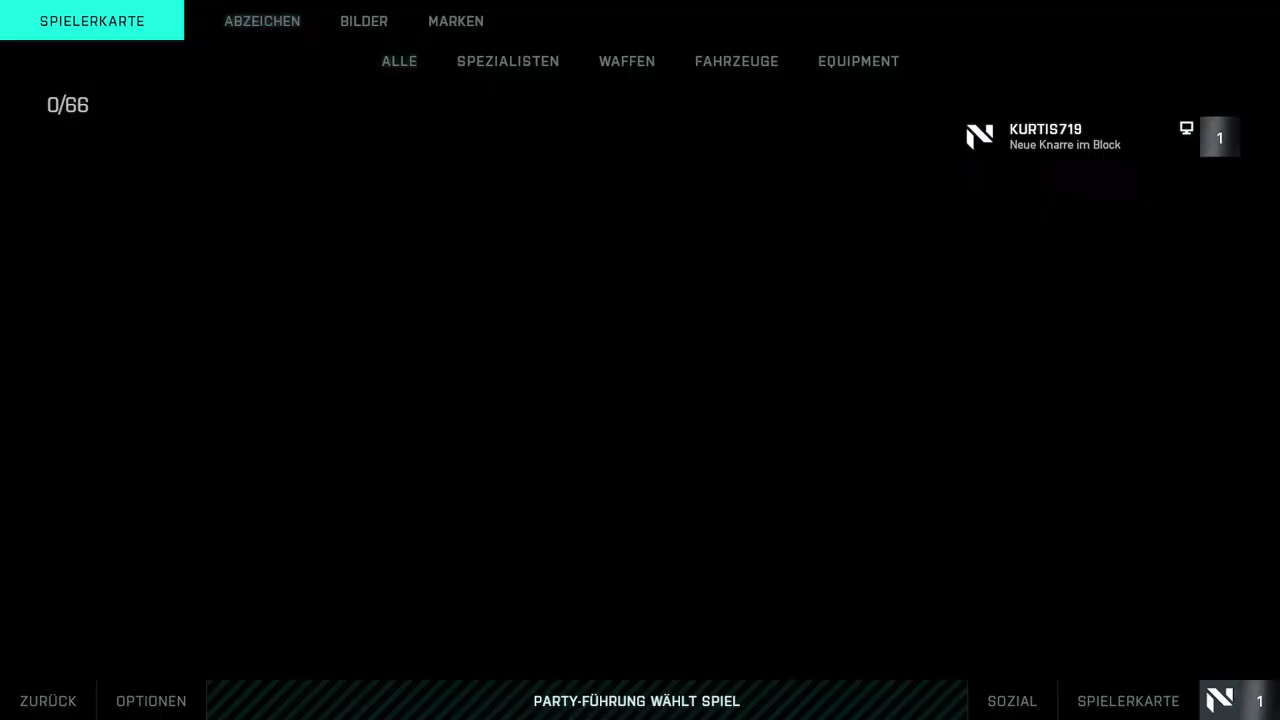 SPIELERKARTE ABZEICHEN BILDER MARKEN
ALLE SPEZIALISTEN WAFFEN FAHRZEUGE EQUIPMENT
0/66
KURTIS719
Neue Knarre im Block
1
ZURÜCK OPTIONEN PARTY-FÜHRUNG WÄHLT SPIEL SOZIAL SPIELERKARTE 1